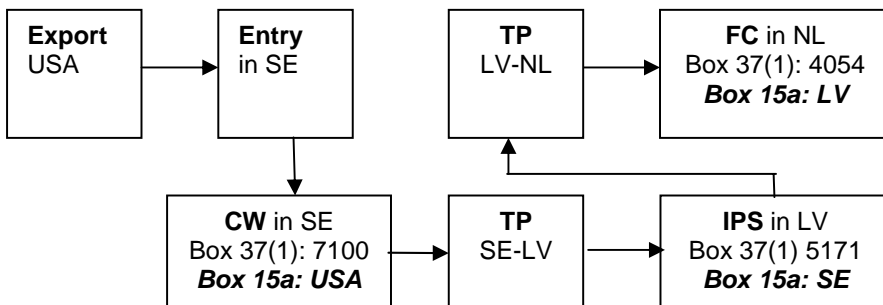 Export
USA
Entry
in SE
TP
LV-NL
FC in NL
Box 37(1): 4054
Box 15a: LV
CW in SE
Box 37(1): 7100
Box 15a: USA
TP
SE-LV
IPS in LV
Box 37(1) 5171
Box 15a: SE